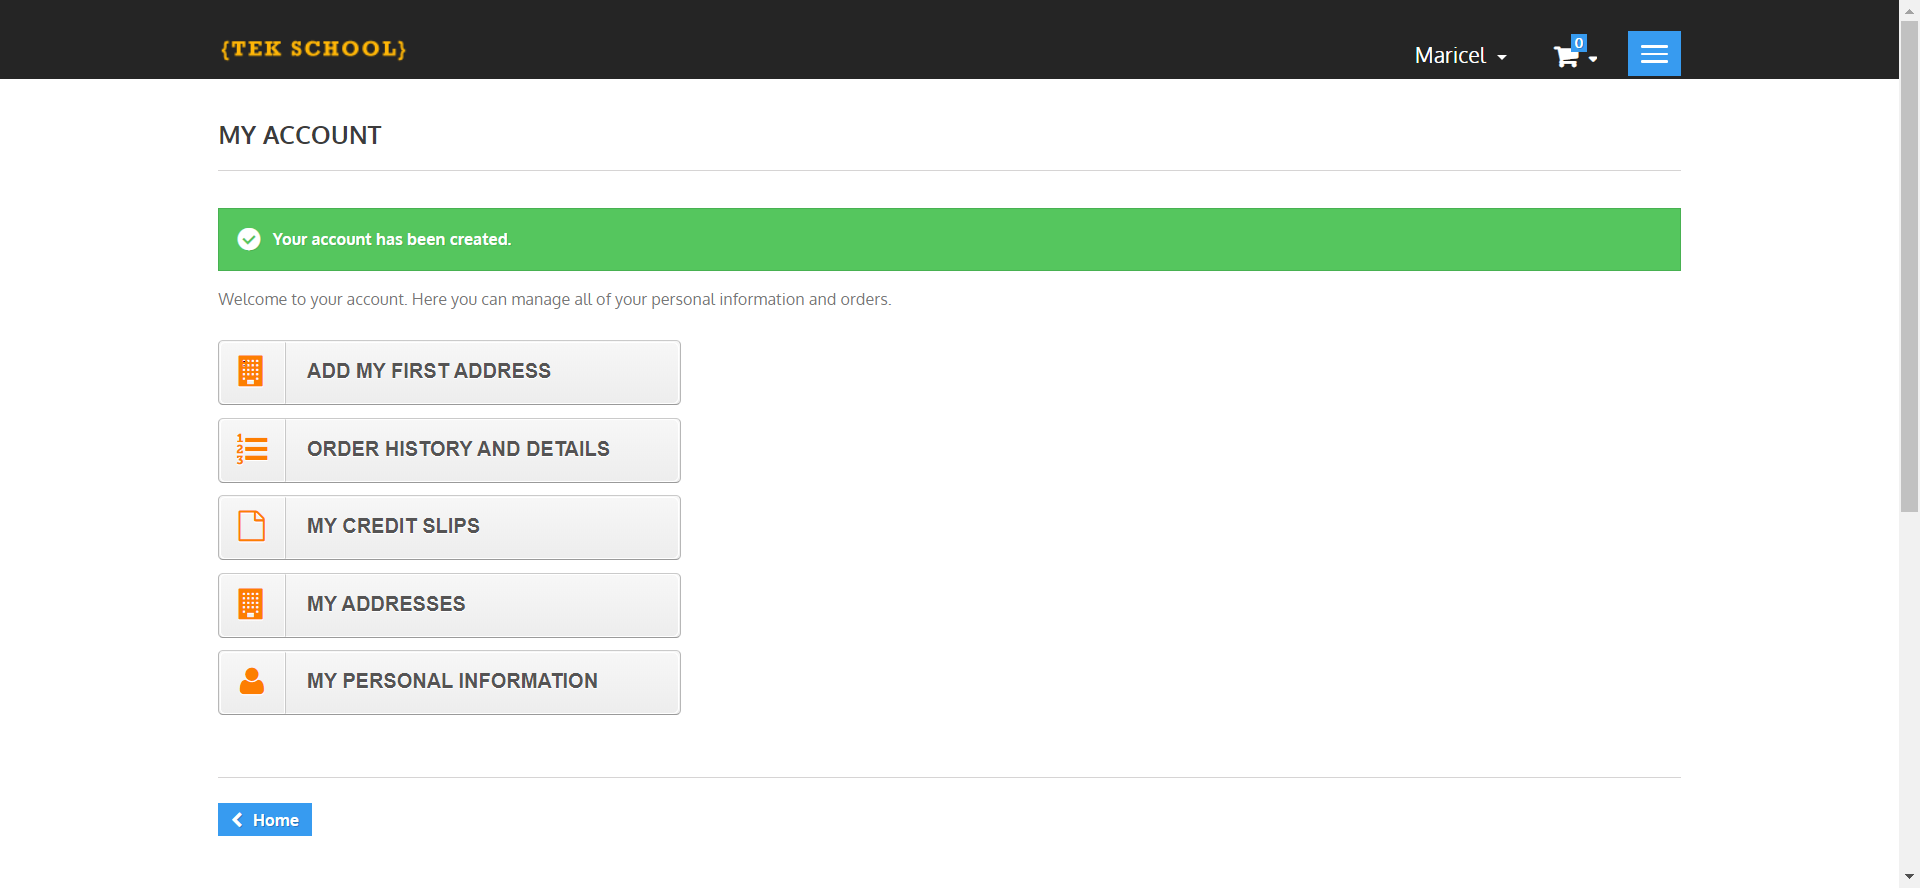 {TEK SCHOOL}
Maricel
0
MY ACCOUNT
Your account has been created.
Welcome to your account. Here you can manage all of your personal information and orders.
ADD MY FIRST ADDRESS
1
2
3
ORDER HISTORY AND DETAILS
MY CREDIT SLIPS
MY ADDRESSES
MY PERSONAL INFORMATION
Home